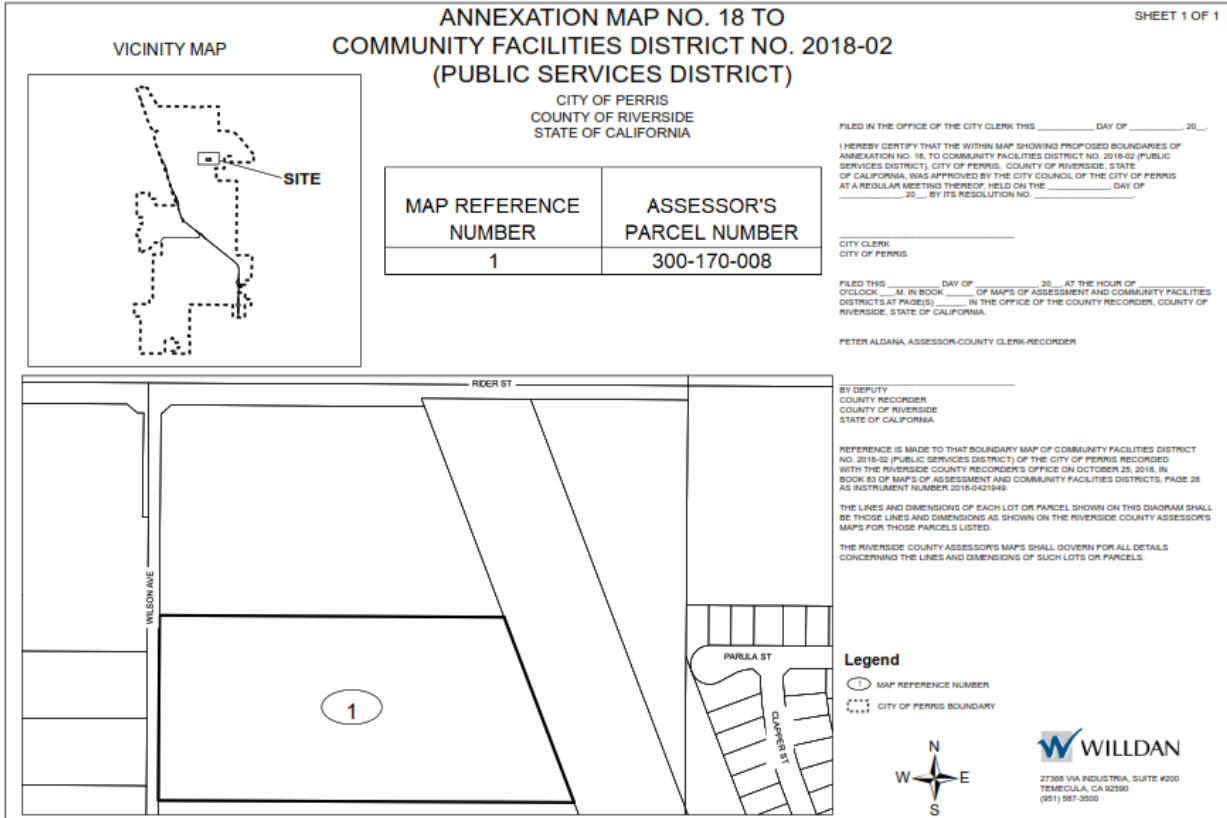 ANNEXATION MAP NO. 18 TO
COMMUNITY FACILITIES DISTRICT NO. 2018-02
(PUBLIC SERVICES DISTRICT)
CITY OF PERRIS
COUNTY OF RIVERSIDE
STATE OF CALIFORNIA
SHEET 1 OF 1
VICINITY MAP
SITE
MAP REFERENCE NUMBER
ASSESSOR'S PARCEL NUMBER
1
300-170-008
FILED IN THE OFFICE OF THE CITY CLERK THIS __________ DAY OF __________, 20__.
I HEREBY CERTIFY THAT THE WITHIN MAP SHOWING PROPOSED BOUNDARIES OF
ANNEXATION NO. 18, TO COMMUNITY FACILITIES DISTRICT NO. 2018-02 (PUBLIC
SERVICES DISTRICT), CITY OF PERRIS, COUNTY OF RIVERSIDE, STATE
OF CALIFORNIA, WAS APPROVED BY THE CITY COUNCIL OF THE CITY OF PERRIS
AT A REGULAR MEETING THEREOF, HELD ON THE ___________, DAY OF
___________, 20__, BY ITS RESOLUTION NO. __________________.
CITY CLERK
CITY OF PERRIS
FILED THIS _________ DAY OF ___________, 20__, AT THE HOUR OF _____________
O'CLOCK ___M. IN BOOK _____ OF MAPS OF ASSESSMENT AND COMMUNITY FACILITIES
DISTRICTS AT PAGE(S) _____, IN THE OFFICE OF THE COUNTY RECORDER, COUNTY OF
RIVERSIDE, STATE OF CALIFORNIA.
PETER ALDANA, ASSESSOR-COUNTY CLERK-RECORDER
BY DEPUTY
COUNTY RECORDER
COUNTY OF RIVERSIDE
STATE OF CALIFORNIA
REFERENCE IS MADE TO THAT BOUNDARY MAP OF COMMUNITY FACILITIES DISTRICT
NO. 2018-02 (PUBLIC SERVICES DISTRICT) OF THE CITY OF PERRIS RECORDED
WITH THE RIVERSIDE COUNTY RECORDER'S OFFICE ON OCTOBER 25, 2018, IN
BOOK 83 OF MAPS OF ASSESSMENT AND COMMUNITY FACILITIES DISTRICTS, PAGE 28
AS INSTRUMENT NUMBER 2018-0421949.
THE LINES AND DIMENSIONS OF EACH LOT OR PARCEL SHOWN ON THIS DIAGRAM SHALL
BE THOSE LINES AND DIMENSIONS AS SHOWN ON THE RIVERSIDE COUNTY ASSESSOR'S
MAPS FOR THOSE PARCELS LISTED.
THE RIVERSIDE COUNTY ASSESSOR'S MAPS SHALL GOVERN FOR ALL DETAILS
CONCERNING THE LINES AND DIMENSIONS OF SUCH LOTS OR PARCELS.
RIDER ST
WILSON AVE
1
PARULA ST
CLAPPER ST
Legend
1 MAP REFERENCE NUMBER
CITY OF PERRIS BOUNDARY
N
W E
S
WILLDAN
27368 VIA INDUSTRIA, SUITE #200
TEMECULA, CA 92590
(951) 587-3500